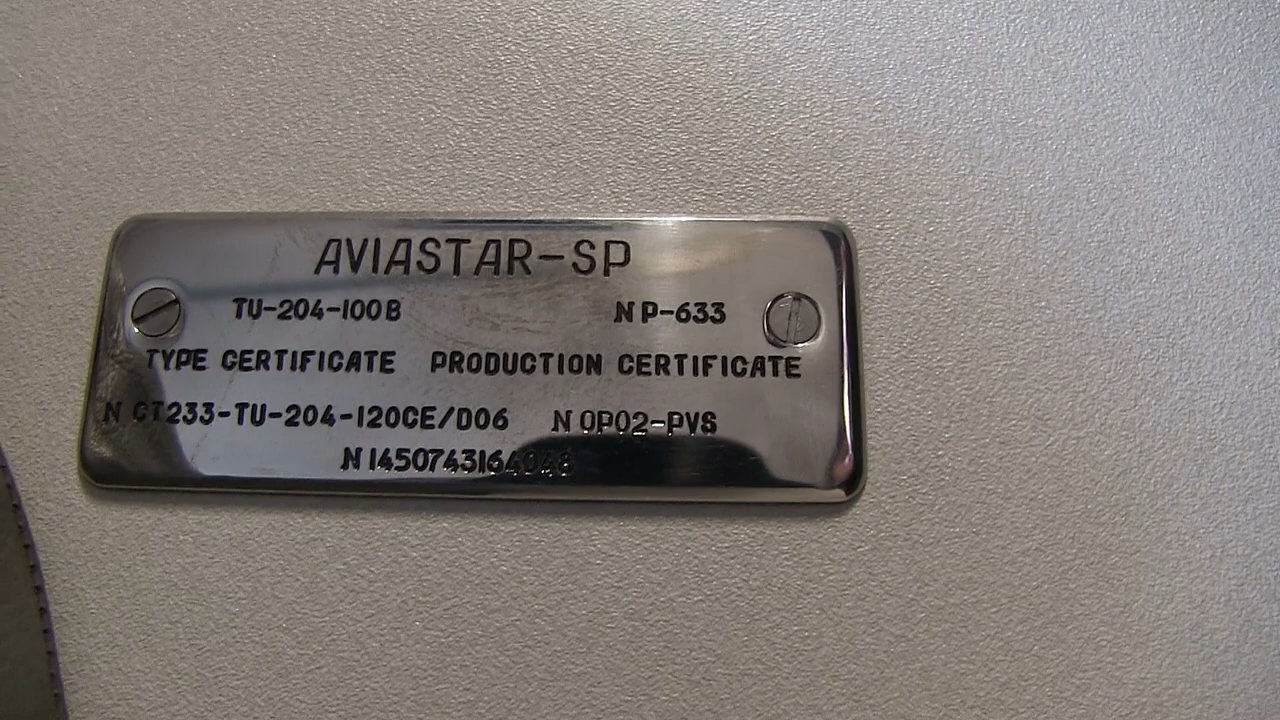 AVIASTAR-SP
TU-204-100B N P-633
TYPE CERTIFICATE PRODUCTION CERTIFICATE
N CT233-TU-204-120CE/D06 N OP02-PVS
N 1450743164048